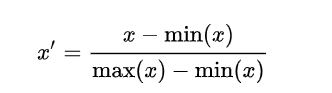 x′ = (x − min(x)) / (max(x) − min(x))